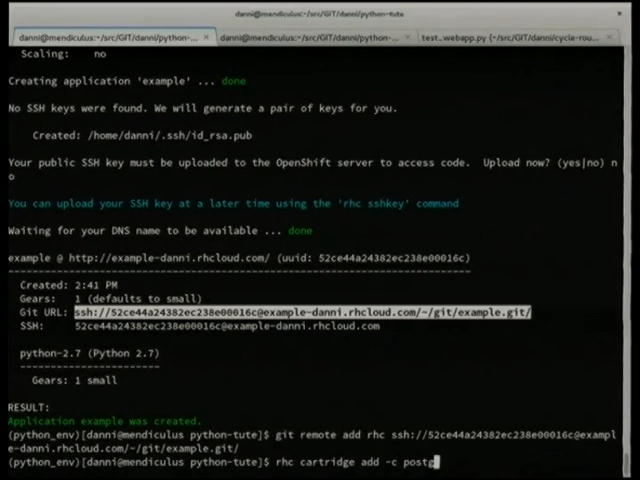 danni@mendiculus:~/src/GIT/danni/python-tute
danni@mendiculus:~/src/GIT/danni/python-... × danni@mendiculus:~/src/GIT/danni/python-... × test_webapp.py (~/src/GIT/danni/cycle-rou... ×
Scaling: no
Creating application 'example' ... done
No SSH keys were found. We will generate a pair of keys for you.
Created: /home/danni/.ssh/id_rsa.pub
Your public SSH key must be uploaded to the OpenShift server to access code.  Upload now? (yes|no) n
o
You can upload your SSH key at a later time using the 'rhc sshkey' command
Waiting for your DNS name to be available ... done
example @ http://example-danni.rhcloud.com/ (uuid: 52ce44a24382ec238e00016c)
--------------------------------------------------------------------------
Created: 2:41 PM
Gears: 1 (defaults to small)
Git URL: ssh://52ce44a24382ec238e00016c@example-danni.rhcloud.com/~/git/example.git/
SSH: 52ce44a24382ec238e00016c@example-danni.rhcloud.com
python-2.7 (Python 2.7)
-----------------------
Gears: 1 small
RESULT:
Application example was created.
(python_env)[danni@mendiculus python-tute]$ git remote add rhc ssh://52ce44a24382ec238e00016c@exampl
e-danni.rhcloud.com/~/git/example.git/
(python_env)[danni@mendiculus python-tute]$ rhc cartridge add -c postg